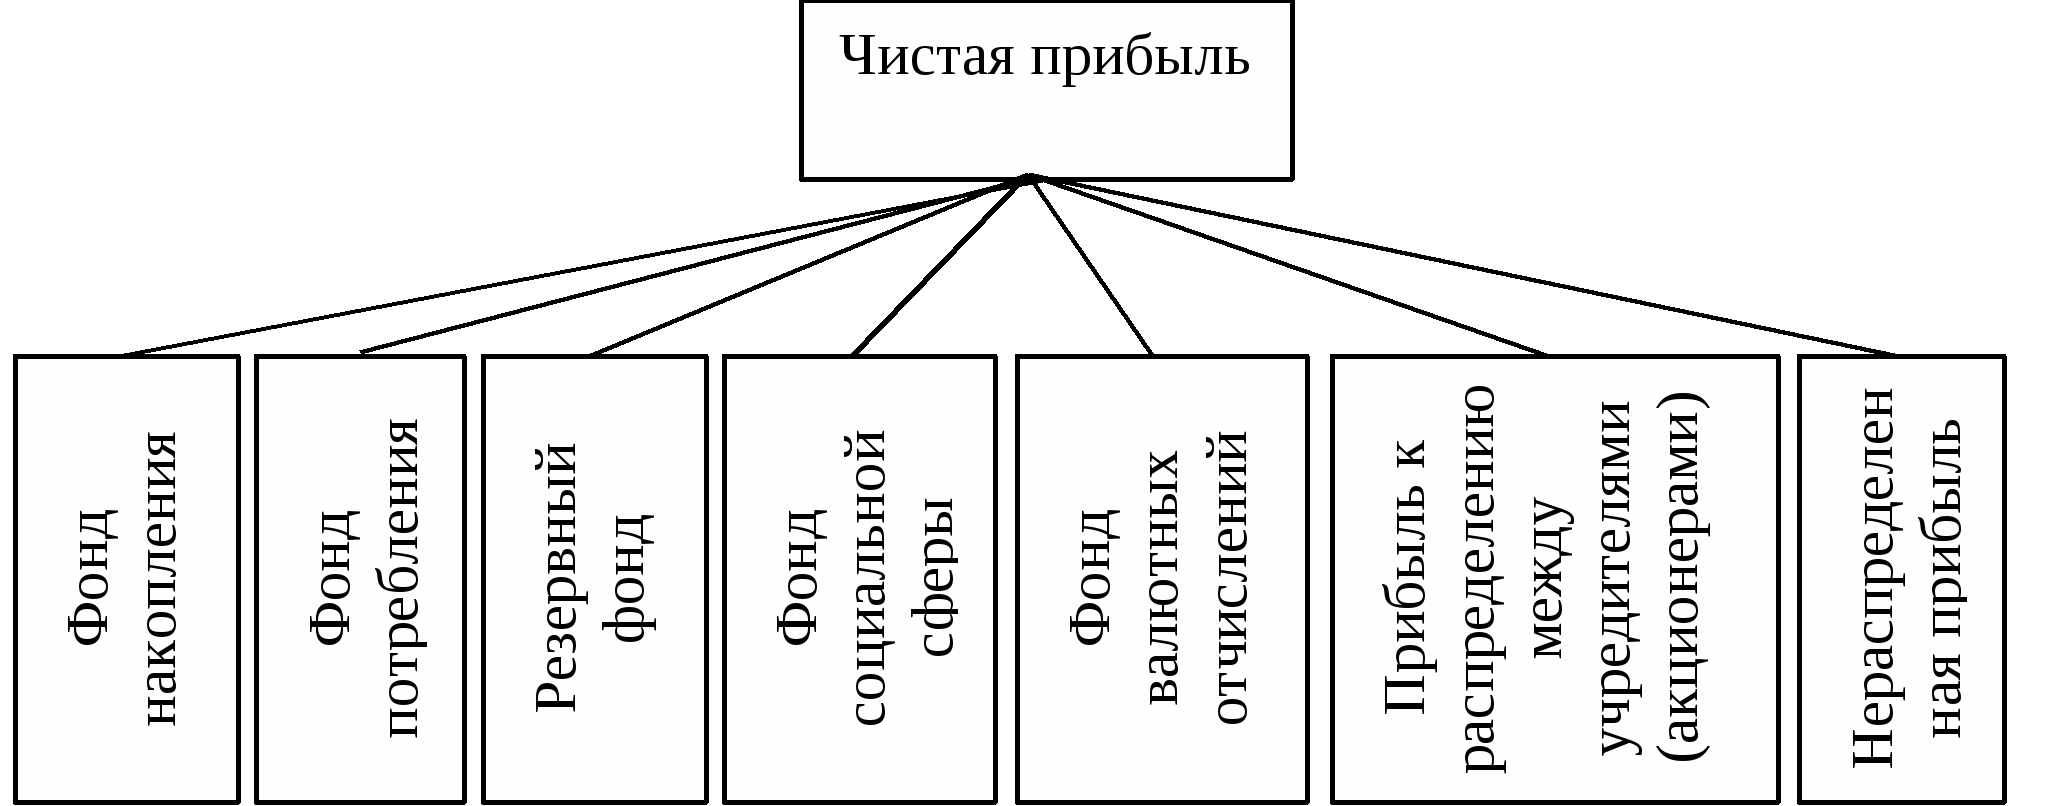 Чистая прибыль
Фонд
накопления
Фонд
потребления
Резервный
фонд
Фонд
социальной
сферы
Фонд
валютных
отчислений
Прибыль к
распределению
между
учредителями
(акционерами)
Нераспределен
ная прибыль